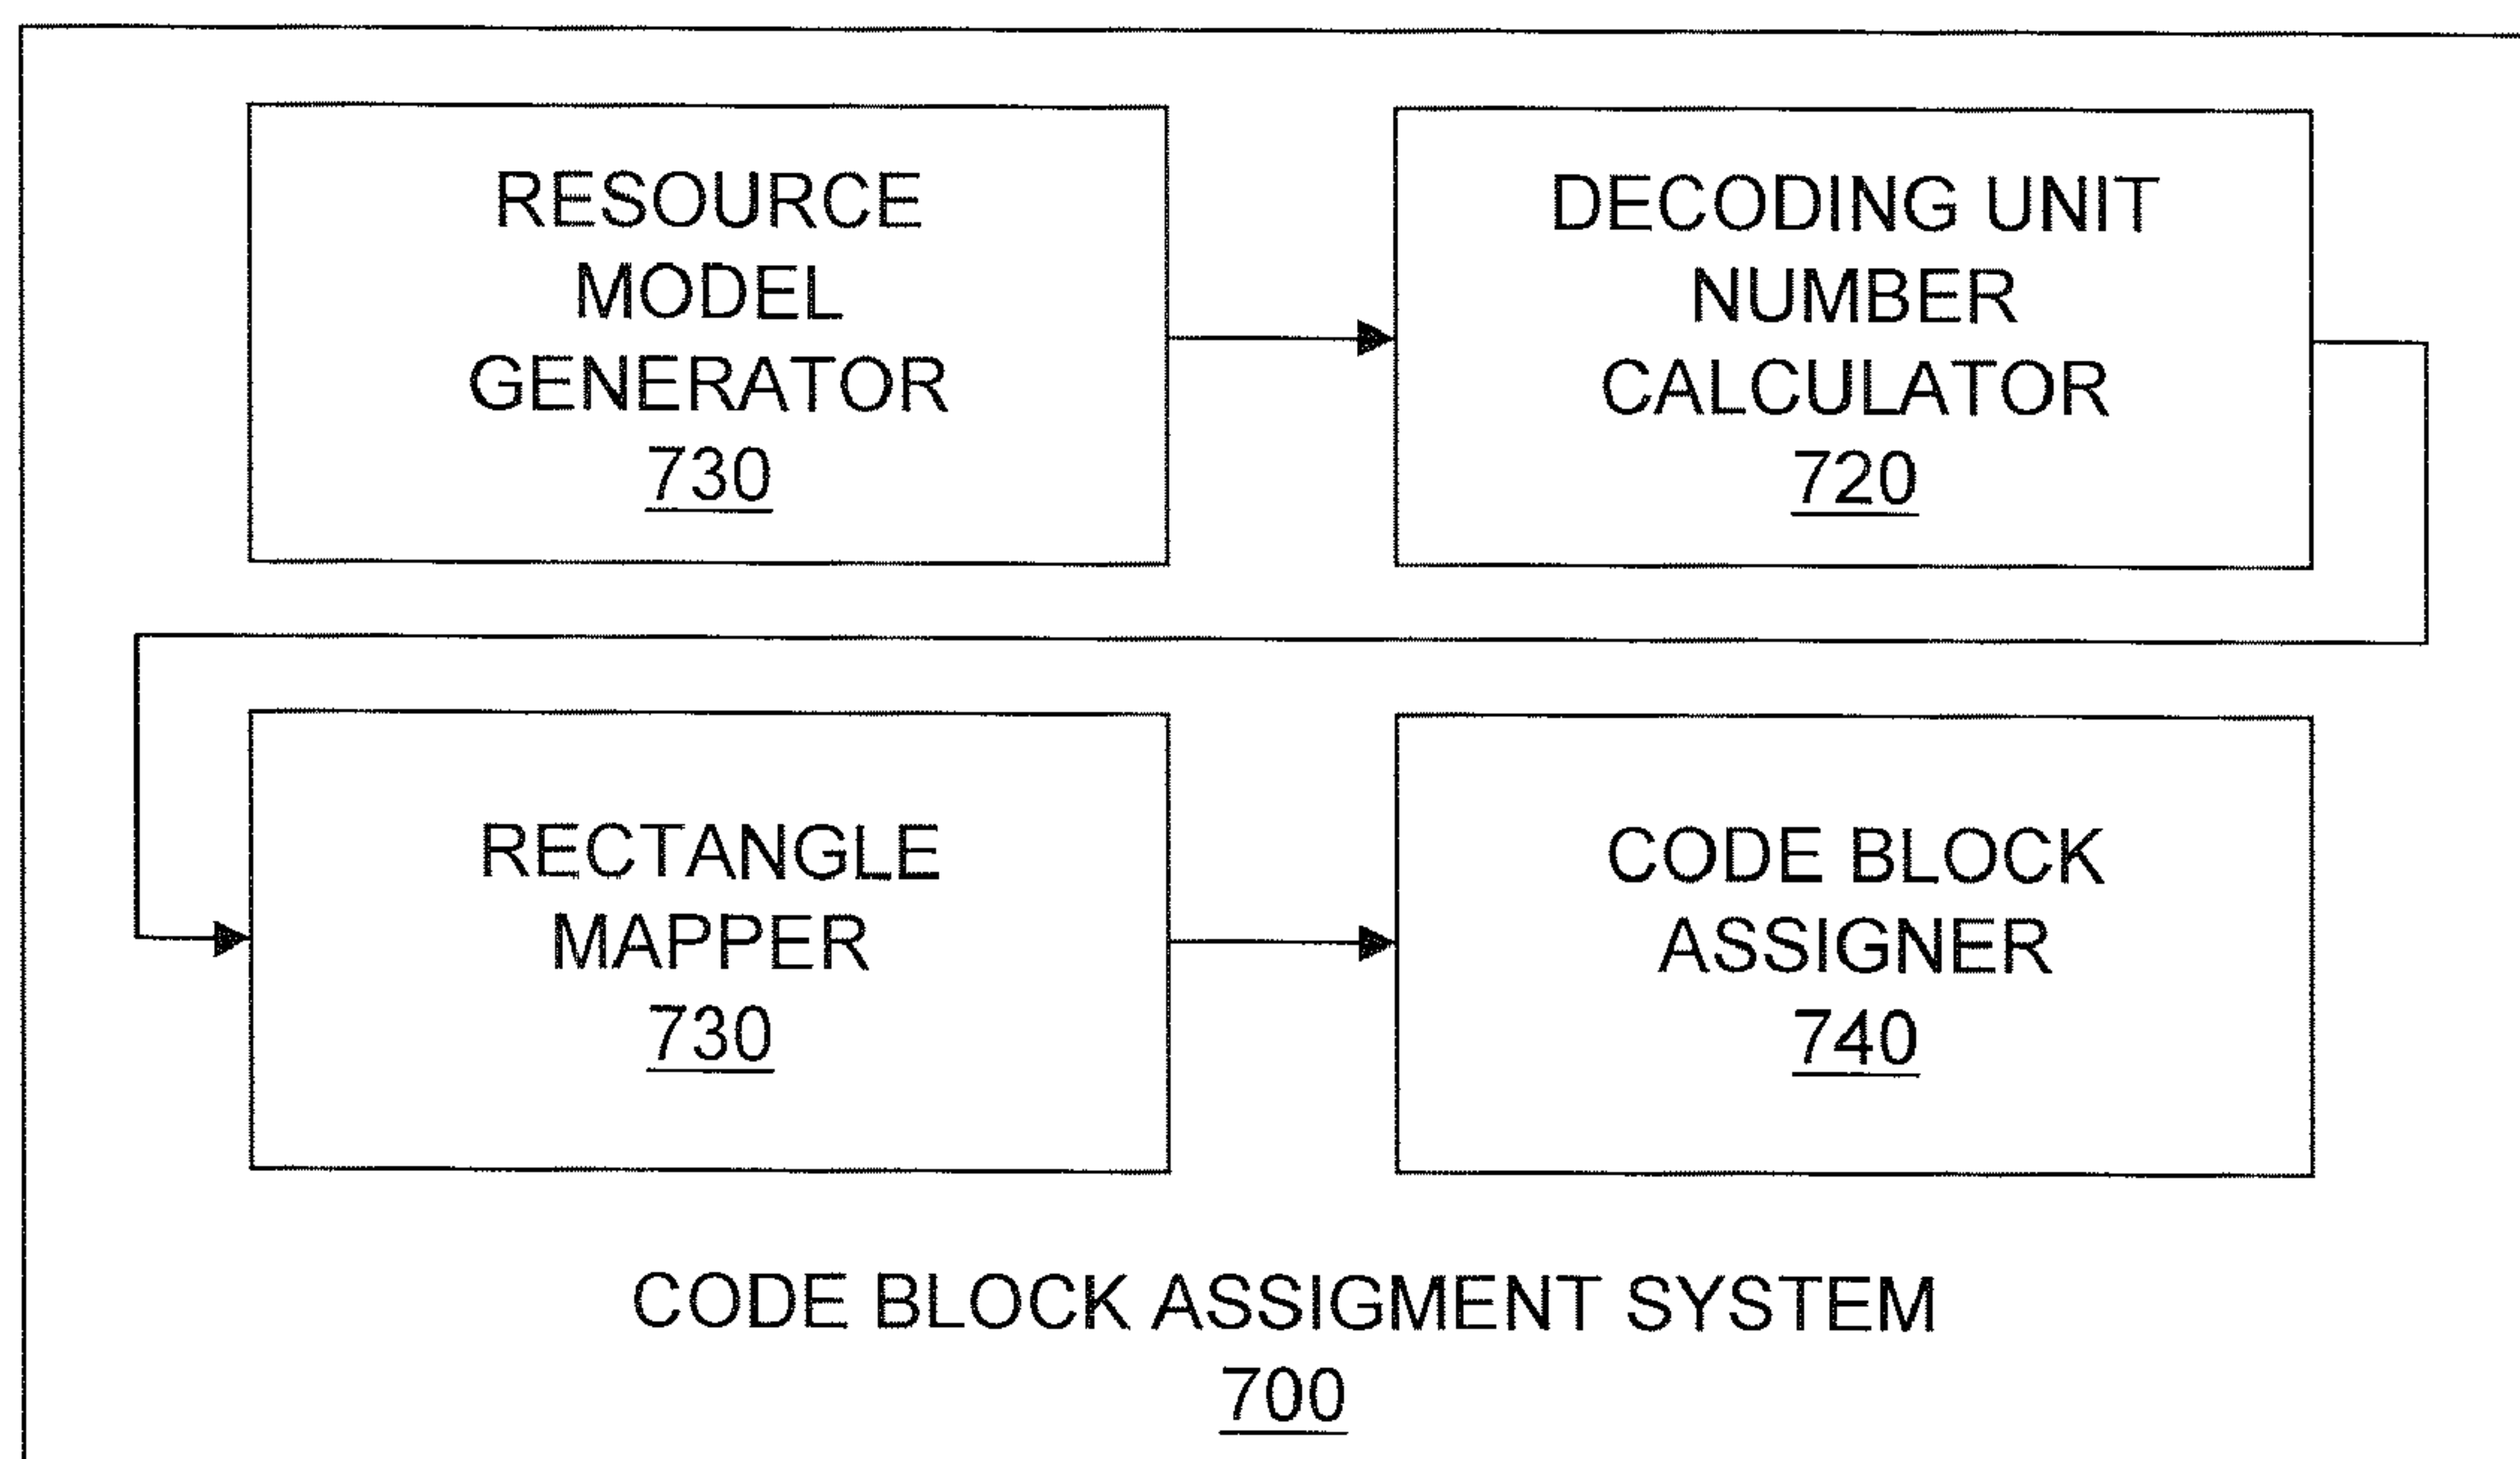 RESOURCE
MODEL
GENERATOR
730
DECODING UNIT
NUMBER
CALCULATOR
720
RECTANGLE
MAPPER
730
CODE BLOCK
ASSIGNER
740
CODE BLOCK ASSIGMENT SYSTEM
700